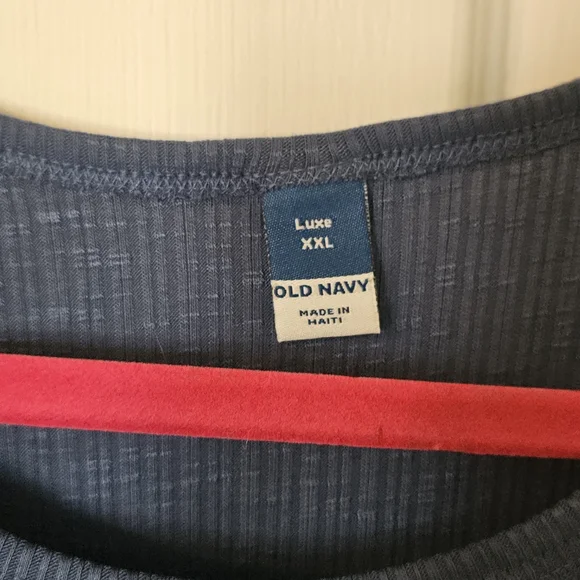 Luxe
XXL
OLD NAVY
MADE IN
HAITI